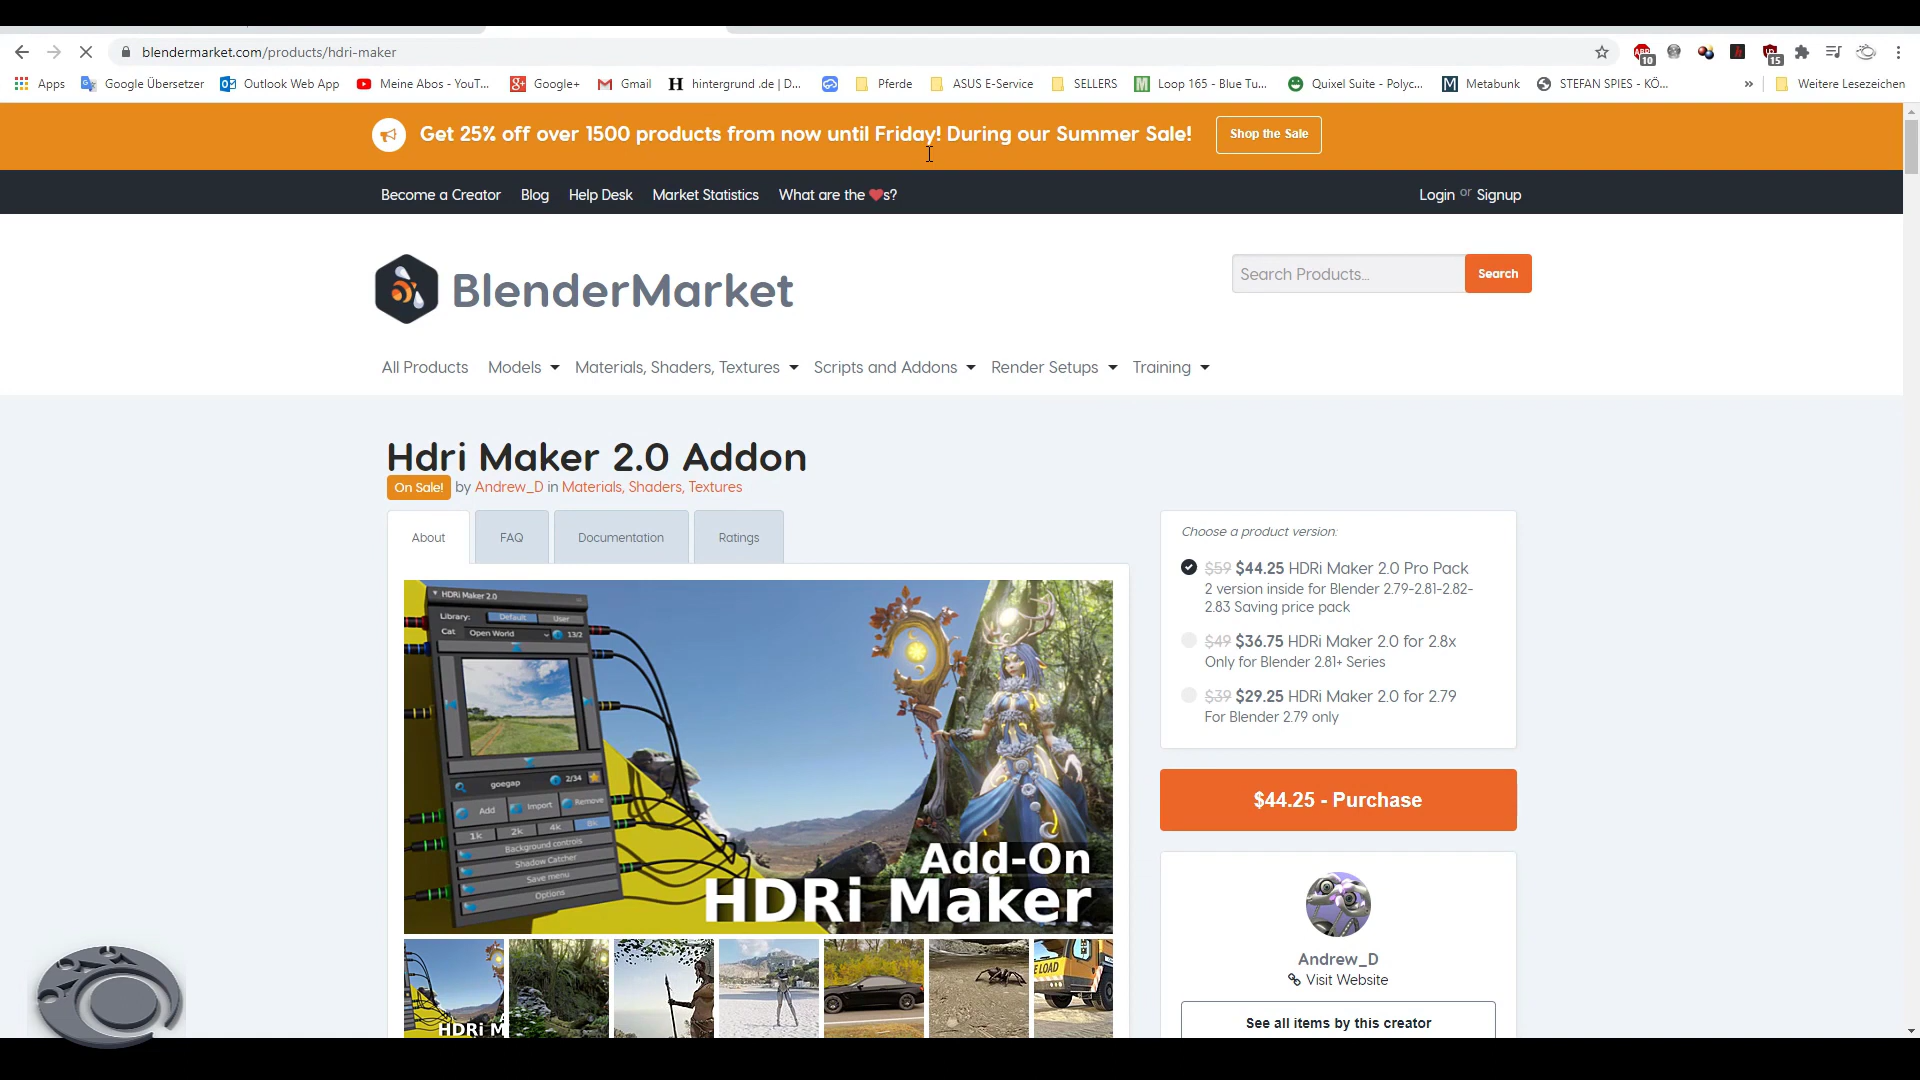 blendermarket.com/products/hdri-maker
10
15
Apps
Google Übersetzer
Outlook Web App
Meine Abos - YouT...
Google+
Gmail
hintergrund .de | D...
Pferde
ASUS E-Service
SELLERS
Loop 165 - Blue Tu...
Quixel Suite - Polyc...
Metabunk
STEFAN SPIES - KÖ...
»
Weitere Lesezeichen
Get 25% off over 1500 products from now until Friday! During our Summer Sale!
Shop the Sale
Become a Creator
Blog
Help Desk
Market Statistics
What are the ❤s?
Login or Signup
BlenderMarket
Search Products...
Search
All Products
Models
Materials, Shaders, Textures
Scripts and Addons
Render Setups
Training
Hdri Maker 2.0 Addon
On Sale! by Andrew_D in Materials, Shaders, Textures
About
FAQ
Documentation
Ratings
HDRi Maker 2.0
Library: Default User
Cat Open World 13/2
goegap 2/34
Add Import Remove
1k 2k 4k 8k
Background controls
Shadow Catcher
Save menu
Options
Add-On
HDRi Maker
HDRi M
E LOAD
Choose a product version:
$59 $44.25 HDRi Maker 2.0 Pro Pack
2 version inside for Blender 2.79-2.81-2.82-
2.83 Saving price pack
$49 $36.75 HDRi Maker 2.0 for 2.8x
Only for Blender 2.81+ Series
$39 $29.25 HDRi Maker 2.0 for 2.79
For Blender 2.79 only
$44.25 - Purchase
Andrew_D
Visit Website
See all items by this creator